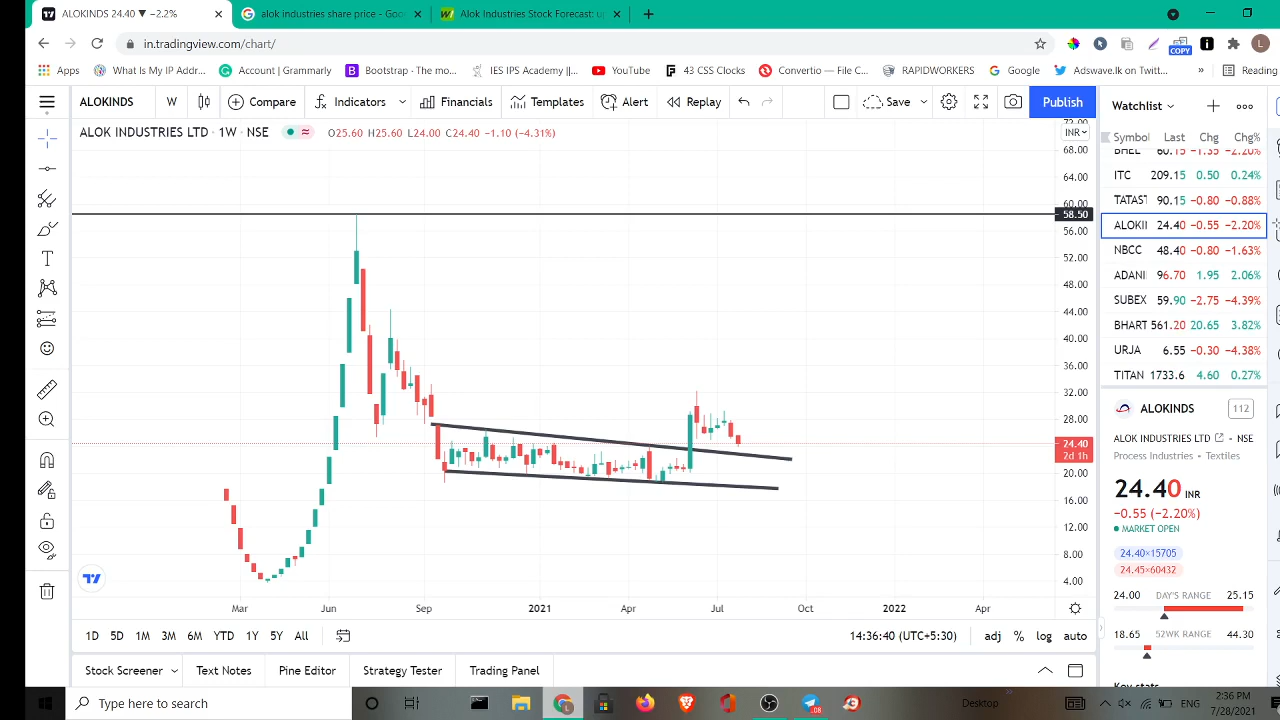 ALOKINDS 24.40 ▼ −2.2%
alok industries share price - Goo
Alok Industries Stock Forecast: up
in.tradingview.com/chart/
L
Apps
What Is My IP Addr...
Account | Grammarly
Bootstrap · The mo...
IES IPS Academy ||...
YouTube
43 CSS Clocks
Convertio — File C...
RAPIDWORKERS
Google
Adswave.lk on Twitt...
»
Reading
ALOKINDS
W
Compare
Indicators
Financials
Templates
Alert
Replay
Save
Publish
Watchlist
ALOK INDUSTRIES LTD · 1W · NSE
O25.60 H25.60 L24.00 C24.40 −1.10 (−4.31%)
INR
72.00
68.00
64.00
60.00
58.50
56.00
52.00
48.00
44.00
40.00
36.00
32.00
28.00
24.40
2d 1h
20.00
16.00
12.00
8.00
4.00
Mar Jun Sep 2021 Apr Jul Oct 2022 Apr
Symbol Last Chg Chg%
BHEL 60.15 −1.35 −2.20%
ITC 209.15 0.50 0.24%
TATAST 90.15 −0.80 −0.88%
ALOKII 24.40 −0.55 −2.20%
NBCC 48.40 −0.80 −1.63%
ADANI 96.70 1.95 2.06%
SUBEX 59.90 −2.75 −4.39%
BHART 561.20 20.65 3.82%
URJA 6.55 −0.30 −4.38%
TITAN 1733.6 4.60 0.27%
ALOKINDS 112
ALOK INDUSTRIES LTD · NSE
Process Industries · Textiles
24.40 INR
−0.55 (−2.20%)
MARKET OPEN
24.40×15705
24.45×60432
24.00 DAY'S RANGE 25.15
18.65 52WK RANGE 44.30
Key stats
1D 5D 1M 3M 6M YTD 1Y 5Y All
14:36:40 (UTC+5:30)
adj % log auto
Stock Screener
Text Notes
Pine Editor
Strategy Tester
Trading Panel
Type here to search
Desktop
2:36 PM
7/28/2021